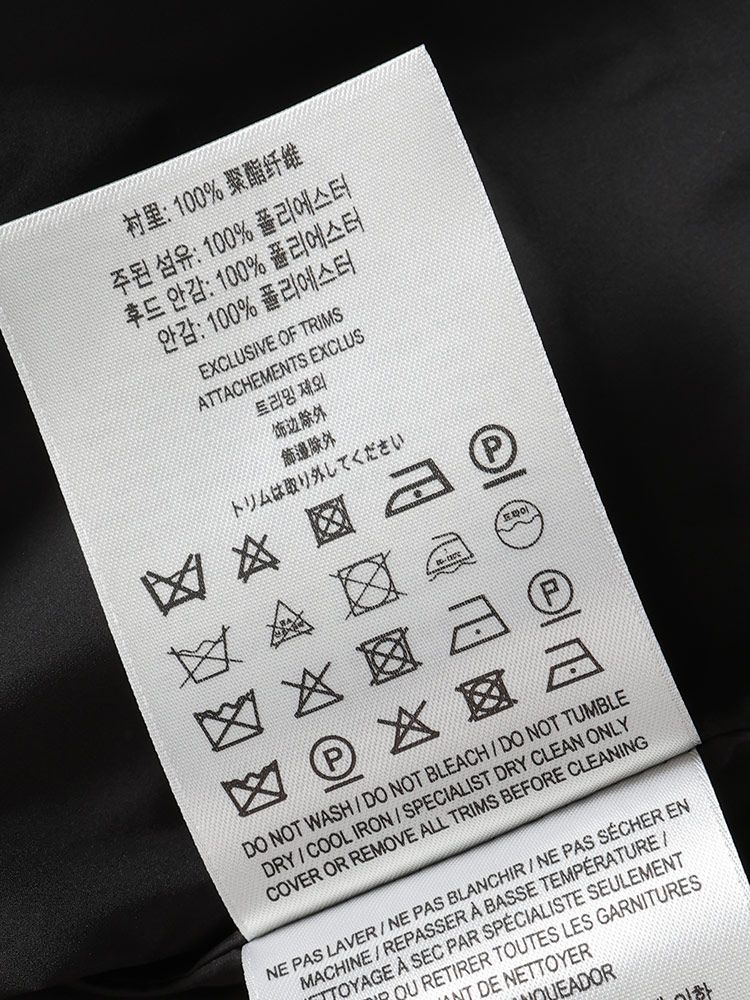 衬里: 100% 聚酯纤维
주된 섬유: 100% 폴리에스터
후드 안감: 100% 폴리에스터
안감: 100% 폴리에스터
EXCLUSIVE OF TRIMS
ATTACHEMENTS EXCLUS
트리밍 제외
饰边除外
飾邊除外
トリムは取り外してください
P
드라이
P
P
DO NOT WASH / DO NOT BLEACH / DO NOT TUMBLE
DRY / COOL IRON / SPECIALIST DRY CLEAN ONLY
COVER OR REMOVE ALL TRIMS BEFORE CLEANING
NE PAS LAVER / NE PAS BLANCHIR / NE PAS SÉCHER EN
MACHINE / REPASSER À BASSE TEMPÉRATURE /
NETTOYAGE À SEC PAR SPÉCIALISTE SEULEMENT
OU RETIRER TOUTES LES GARNITURES
DE NETTOYER